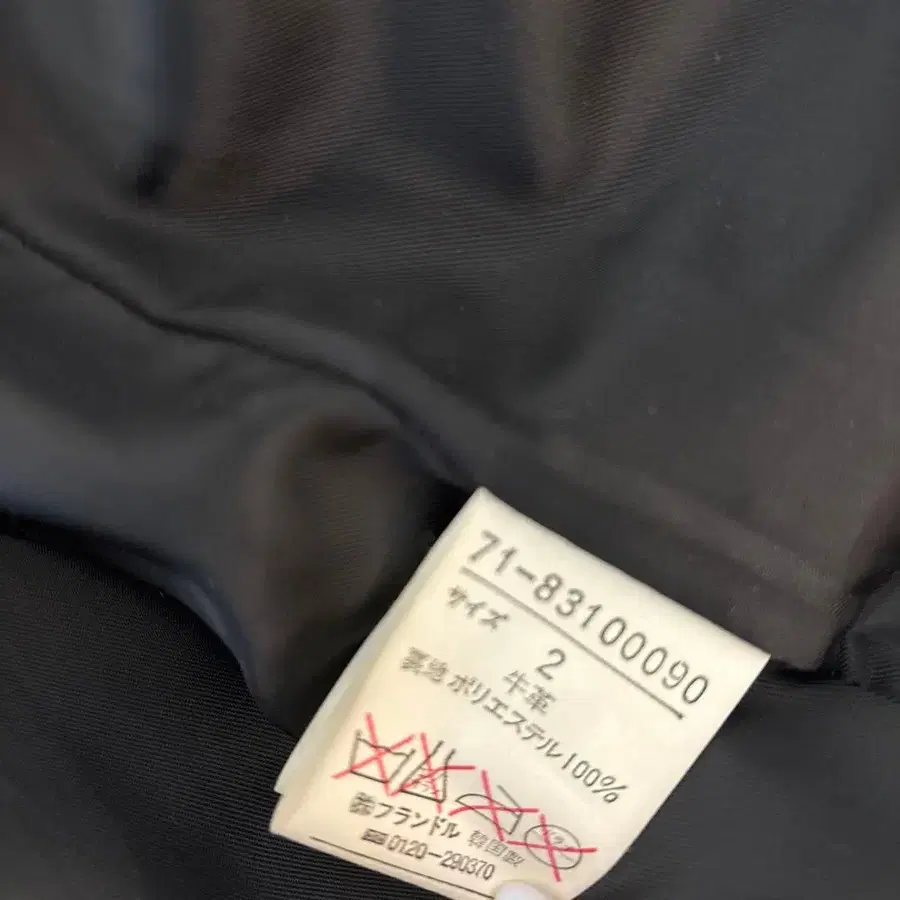 71-83100090
サイズ
2
牛革
裏地 ポリエステル100%
㈱フランドル 韓国製
0120-290370